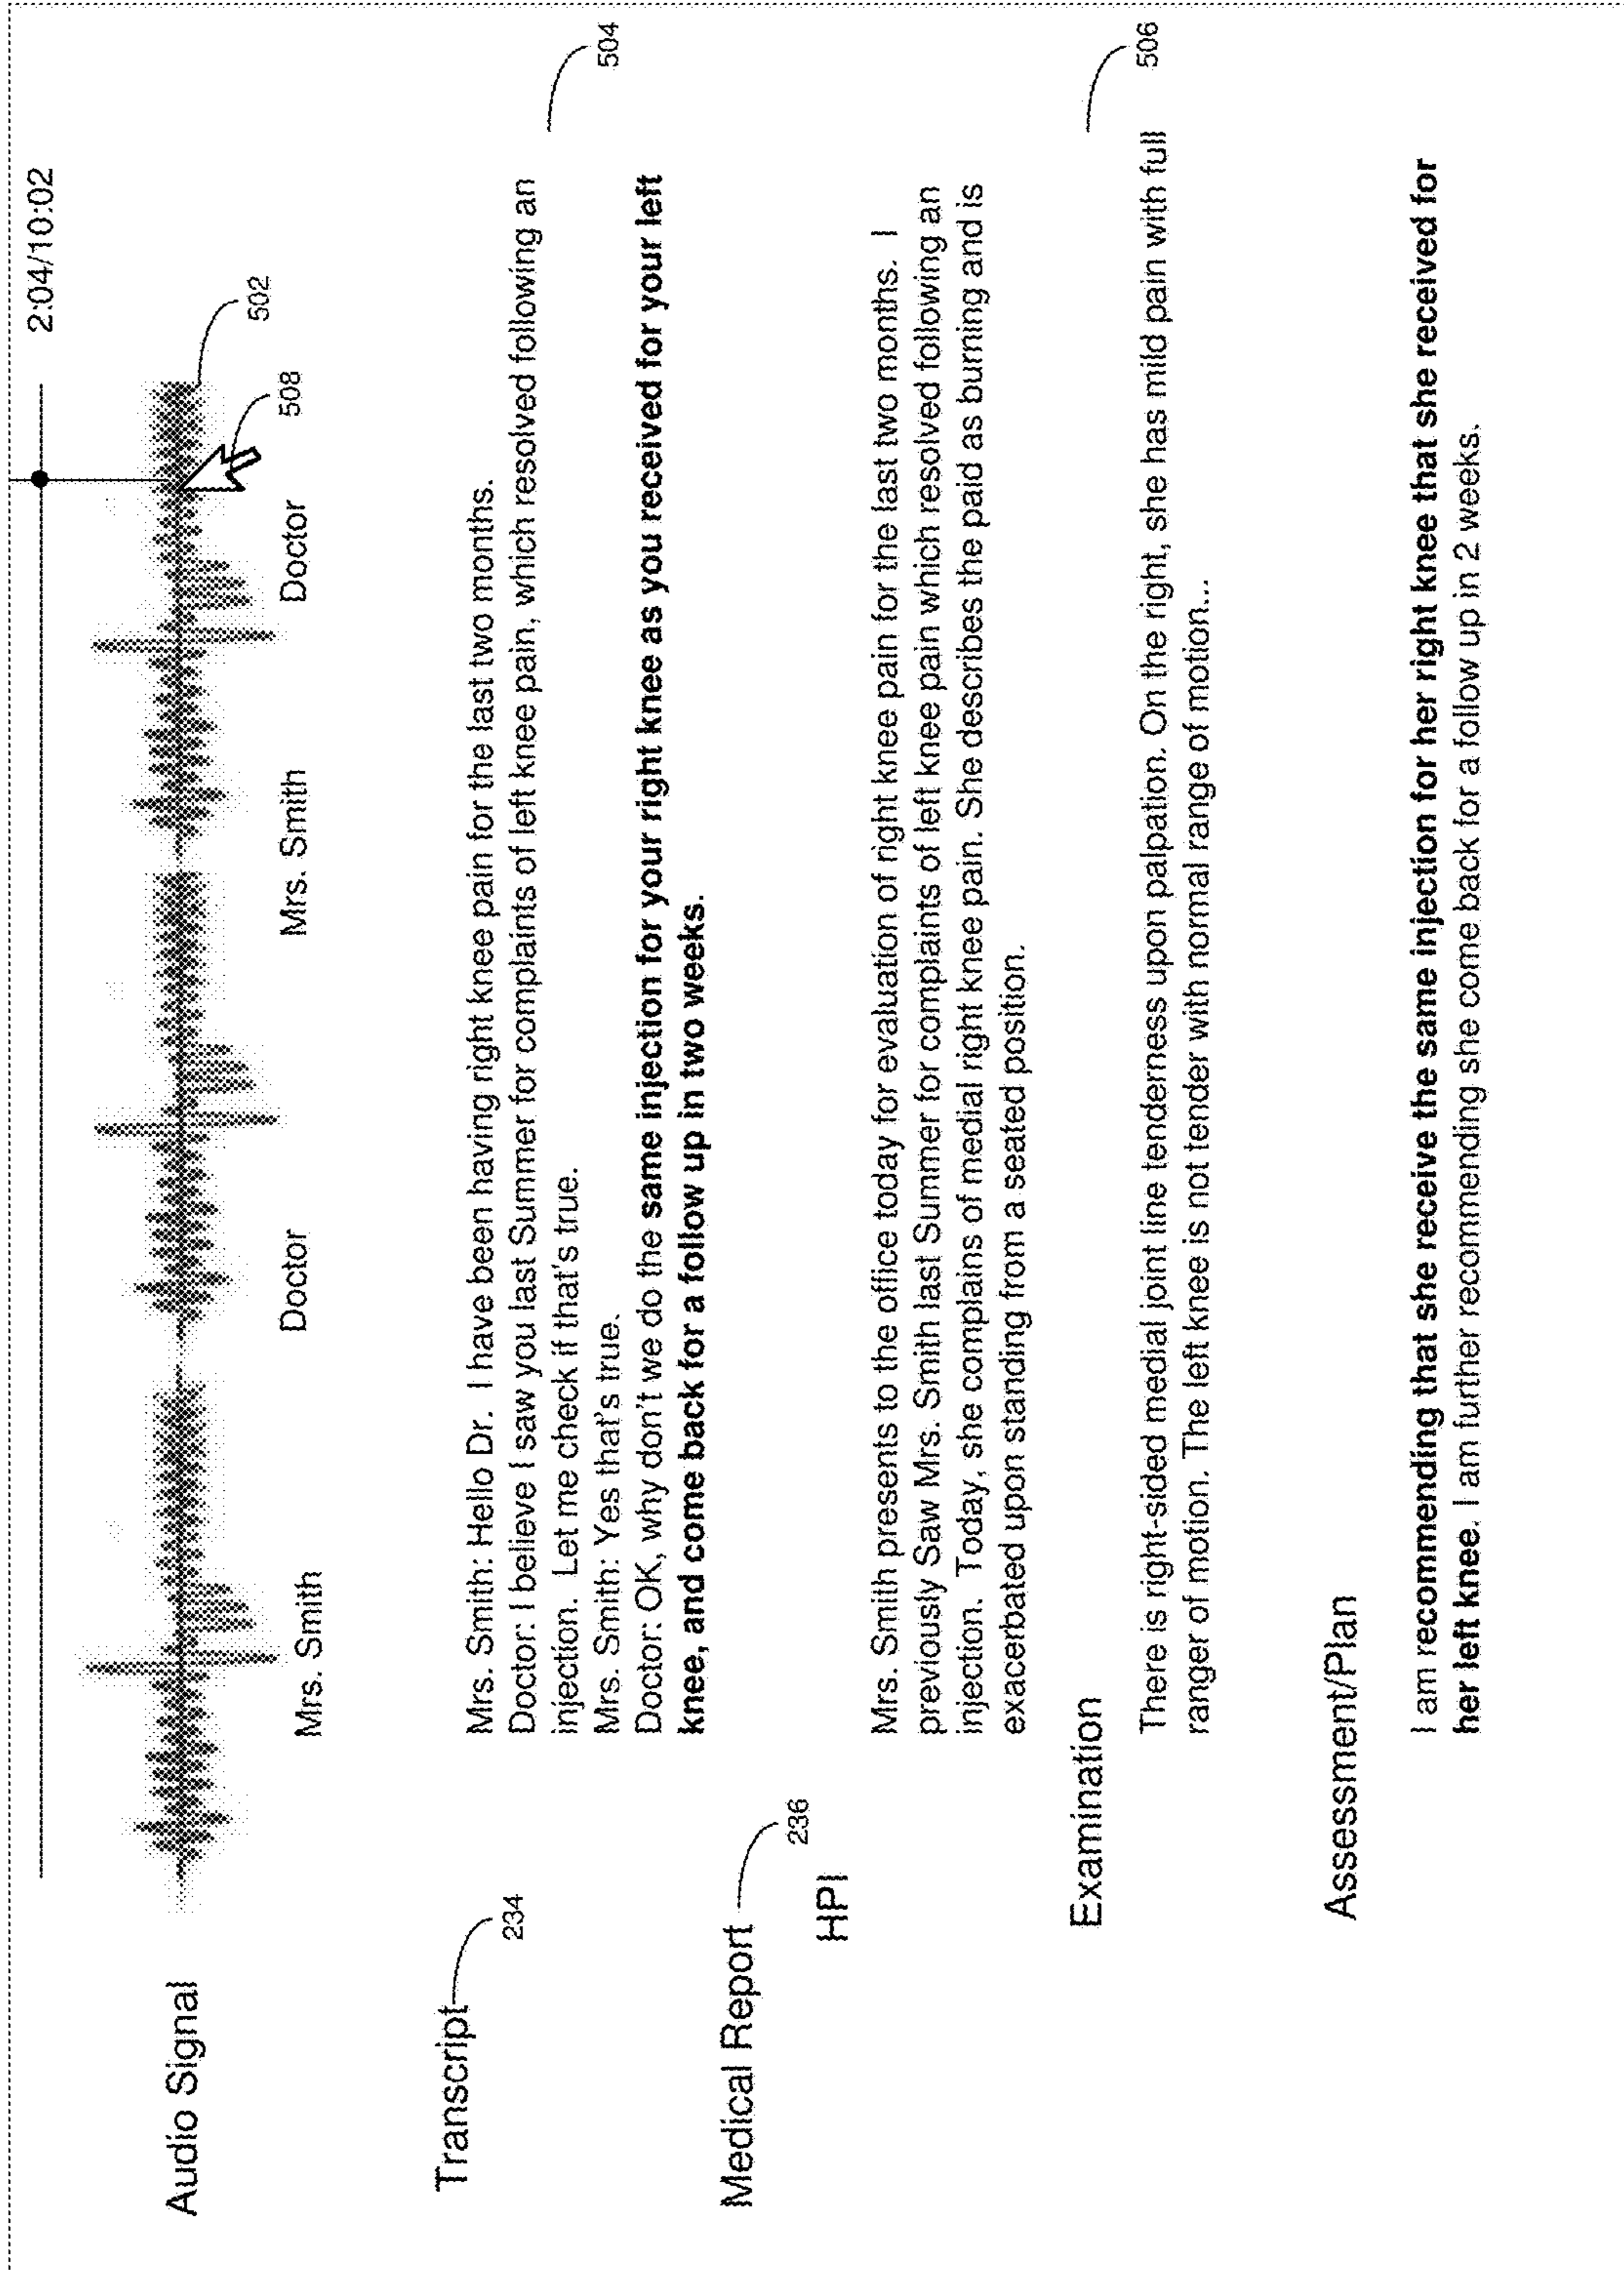 2:04/10:02
Audio Signal
502
508
Mrs. Smith
Doctor
Mrs. Smith
Doctor
Transcript
234
504
Mrs. Smith: Hello Dr. I have been having right knee pain for the last two months.
Doctor: I believe I saw you last Summer for complaints of left knee pain, which resolved following an
injection. Let me check if that's true.
Mrs. Smith: Yes that's true.
Doctor: OK, why don't we do the same injection for your right knee as you received for your left
knee, and come back for a follow up in two weeks.
Medical Report
236
HPI
Mrs. Smith presents to the office today for evaluation of right knee pain for the last two months. I
previously Saw Mrs. Smith last Summer for complaints of left knee pain which resolved following an
injection. Today, she complains of medial right knee pain. She describes the paid as burning and is
exacerbated upon standing from a seated position.
Examination
506
There is right-sided medial joint line tenderness upon palpation. On the right, she has mild pain with full
ranger of motion. The left knee is not tender with normal range of motion...
Assessment/Plan
I am recommending that she receive the same injection for her right knee that she received for
her left knee. I am further recommending she come back for a follow up in 2 weeks.